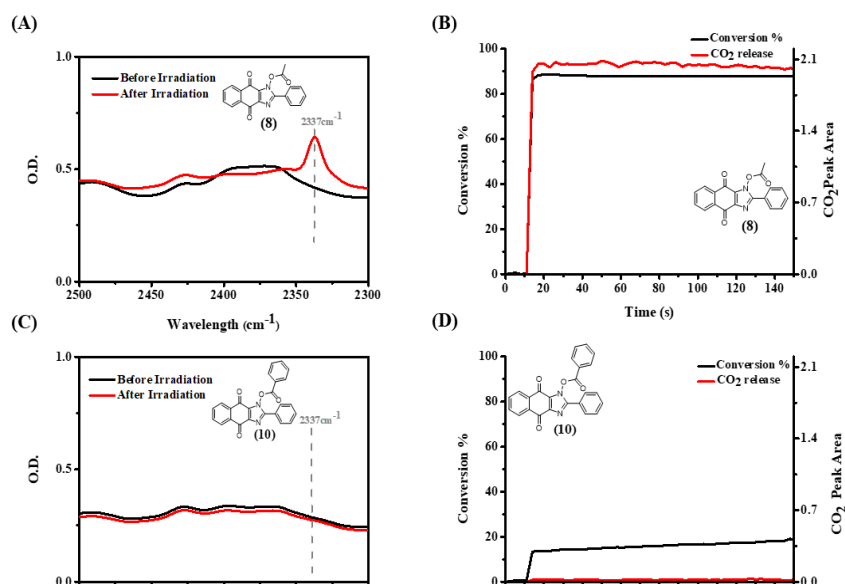 (A)
1.0
0.5
0.0
O.D.
Before Irradiation
After Irradiation
O
N
O
O
O
N
(8)
2337cm-1
2500
2450
2400
2350
2300
Wavelength (cm-1)
(B)
100
80
60
40
20
0
Conversion %
Conversion %
CO2 release
O
N
O
O
O
N
(8)
2.1
1.4
0.7
0.0
CO2Peak Area
0
20
40
60
80
100
120
140
Time (s)
(C)
1.0
0.5
0.0
O.D.
Before Irradiation
After Irradiation
O
N
O
O
O
N
(10)
2337cm-1
(D)
100
80
60
40
20
0
Conversion %
O
N
O
O
O
N
(10)
Conversion %
CO2 release
2.1
1.4
0.7
0.0
CO2 Peak Area